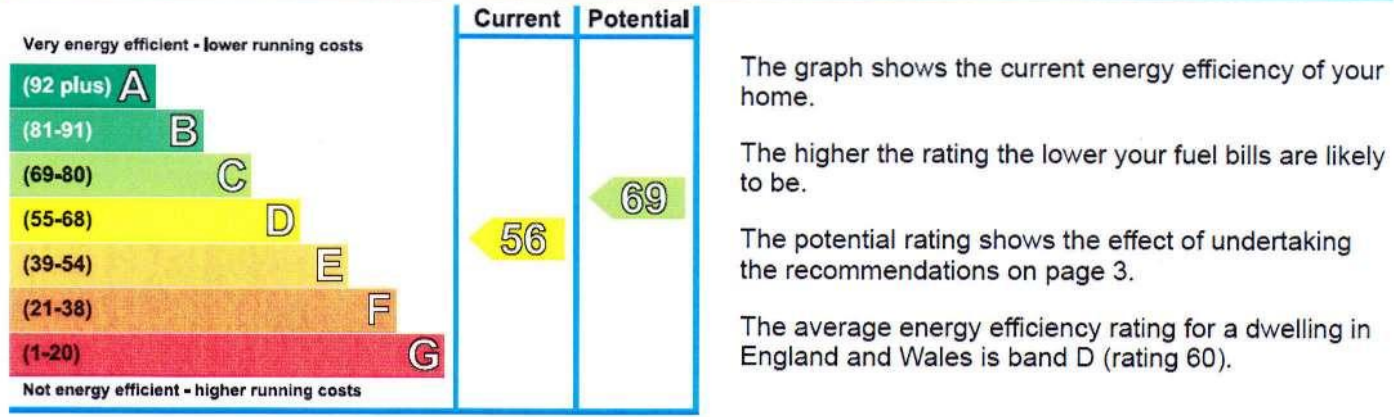 Current Potential
Very energy efficient - lower running costs
(92 plus) A
(81-91) B
(69-80) C
(55-68) D
(39-54) E
(21-38) F
(1-20) G
Not energy efficient - higher running costs
56
69
The graph shows the current energy efficiency of your
home.
The higher the rating the lower your fuel bills are likely
to be.
The potential rating shows the effect of undertaking
the recommendations on page 3.
The average energy efficiency rating for a dwelling in
England and Wales is band D (rating 60).